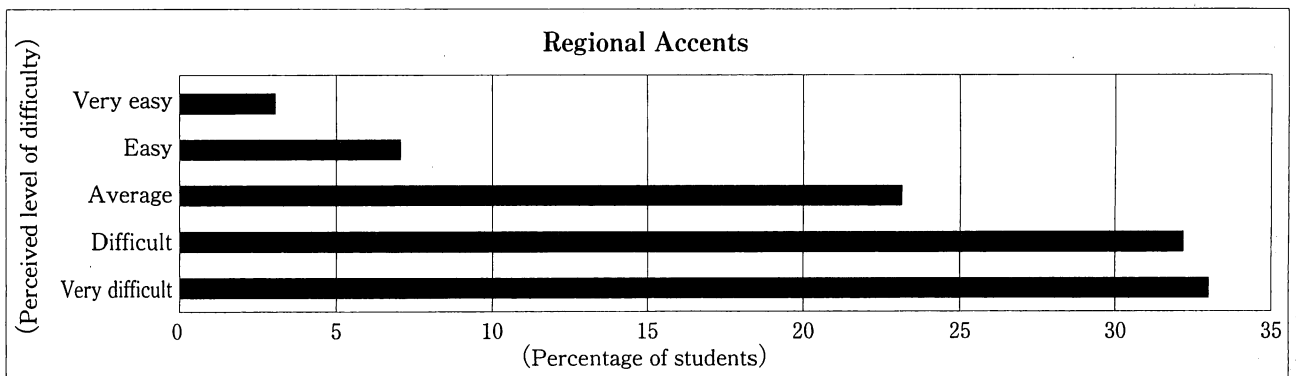 Regional Accents
(Perceived level of difficulty)
Very easy
Easy
Average
Difficult
Very difficult
0 5 10 15 20 25 30 35
(Percentage of students)